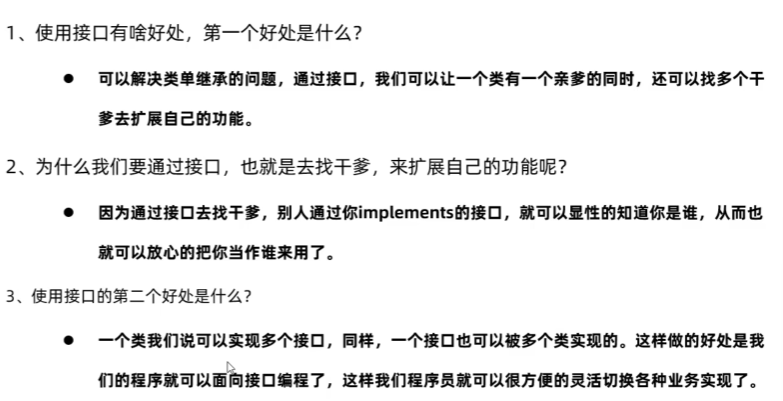 1、使用接口有啥好处，第一个好处是什么？
● 可以解决类单继承的问题，通过接口，我们可以让一个类有一个亲爹的同时，还可以找多个干
爹去扩展自己的功能。
2、为什么我们要通过接口，也就是去找干爹，来扩展自己的功能呢？
● 因为通过接口去找干爹，别人通过你implements的接口，就可以显性的知道你是谁，从而也
就可以放心的把你当作谁来用了。
3、使用接口的第二个好处是什么？
● 一个类我们说可以实现多个接口，同样，一个接口也可以被多个类实现的。这样做的好处是我
们的程序就可以面向接口编程了，这样我们程序员就可以很方便的灵活切换各种业务实现了。